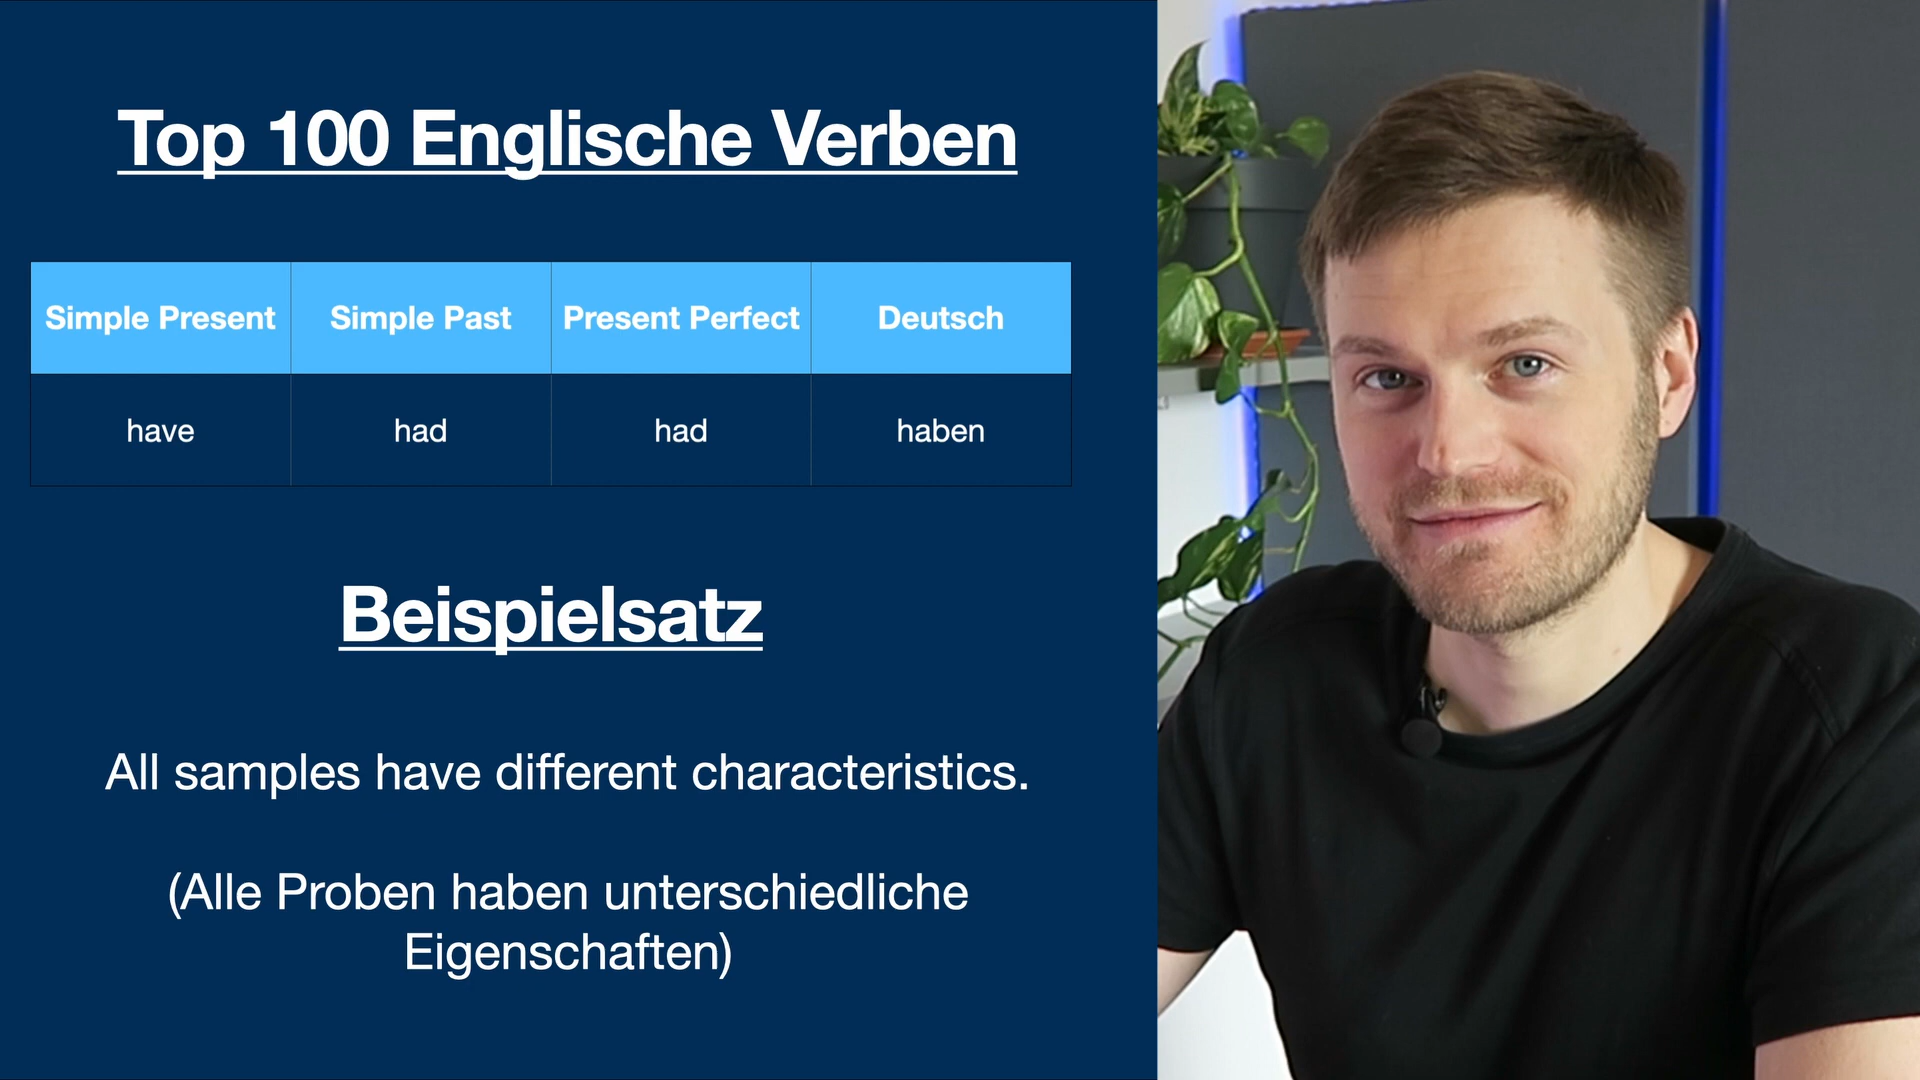 Top 100 Englische Verben
Simple Present Simple Past Present Perfect Deutsch
have had had haben
Beispielsatz
All samples have different characteristics.
(Alle Proben haben unterschiedliche
Eigenschaften)